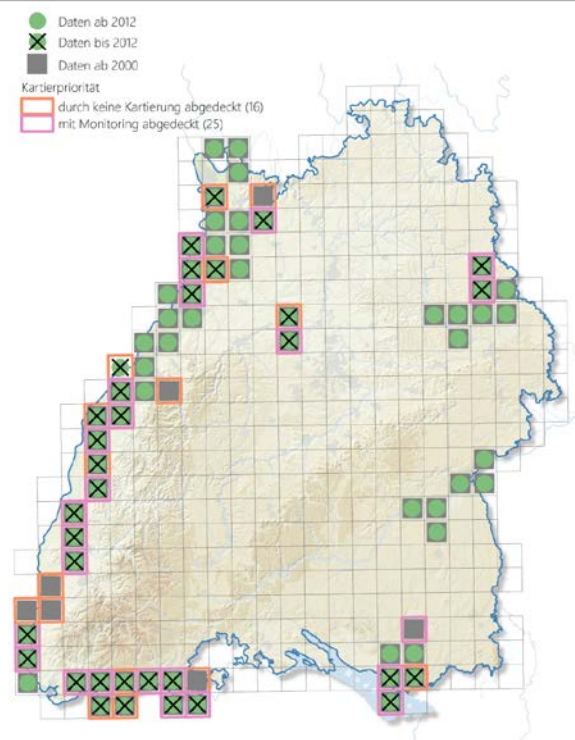 Daten ab 2012
Daten bis 2012
Daten ab 2000
Kartierpriorität
durch keine Kartierung abgedeckt (16)
mit Monitoring abgedeckt (25)